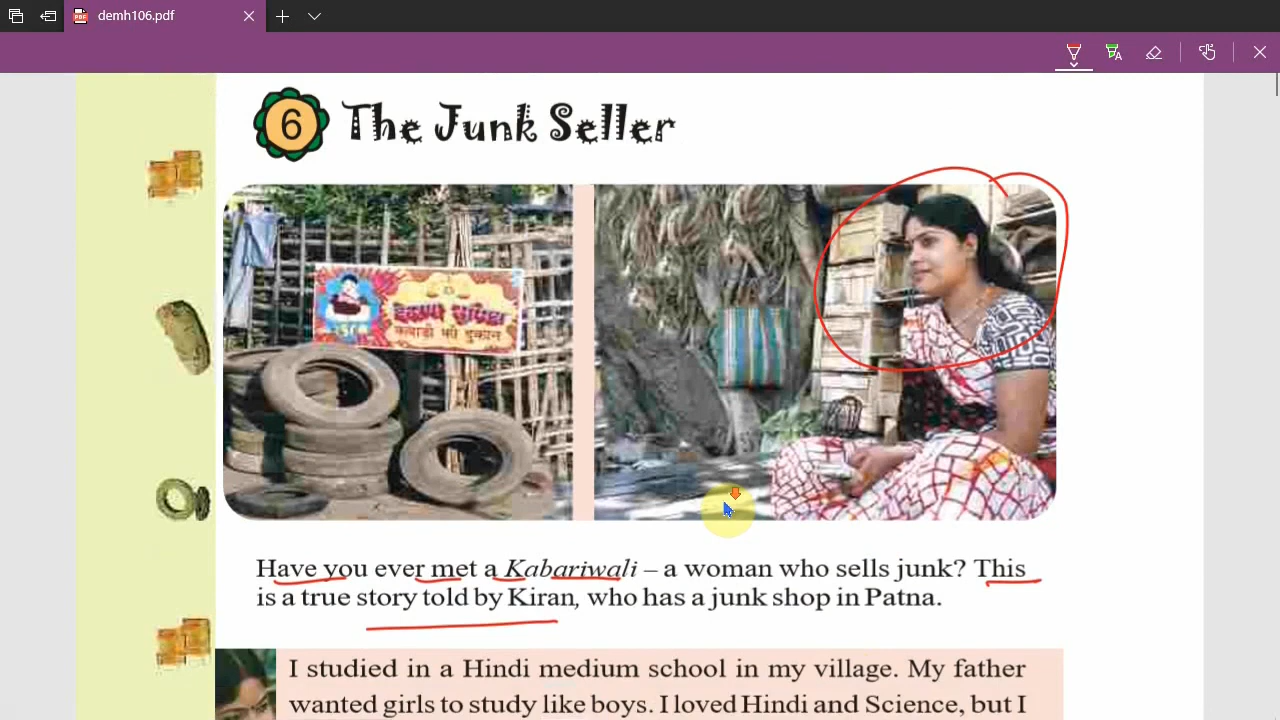 demh106.pdf
6 The Junk Seller
कबाड़ी की दुकान
Have you ever met a Kabariwali – a woman who sells junk? This
is a true story told by Kiran, who has a junk shop in Patna.
I studied in a Hindi medium school in my village. My father
wanted girls to study like boys. I loved Hindi and Science, but I